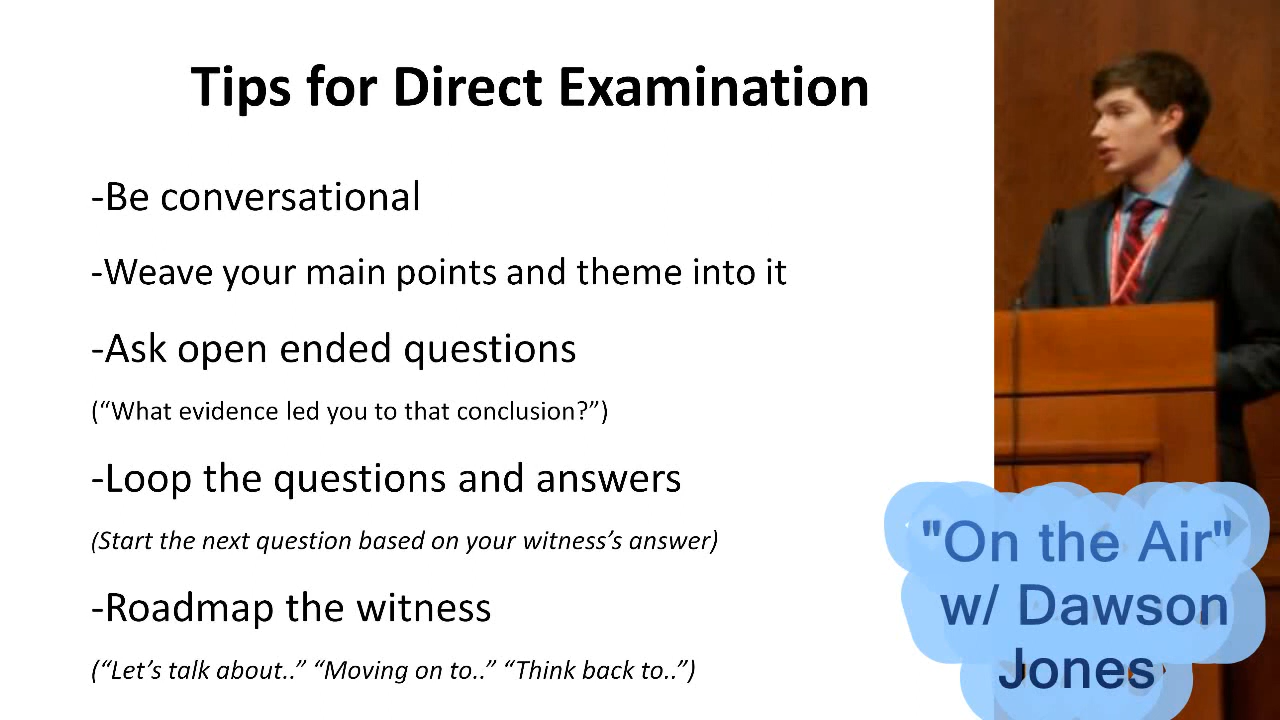 Tips for Direct Examination
-Be conversational
-Weave your main points and theme into it
-Ask open ended questions
(“What evidence led you to that conclusion?”)
-Loop the questions and answers
(Start the next question based on your witness’s answer)
-Roadmap the witness
(“Let’s talk about..” “Moving on to..” “Think back to..”)
"On the Air"
w/ Dawson
Jones